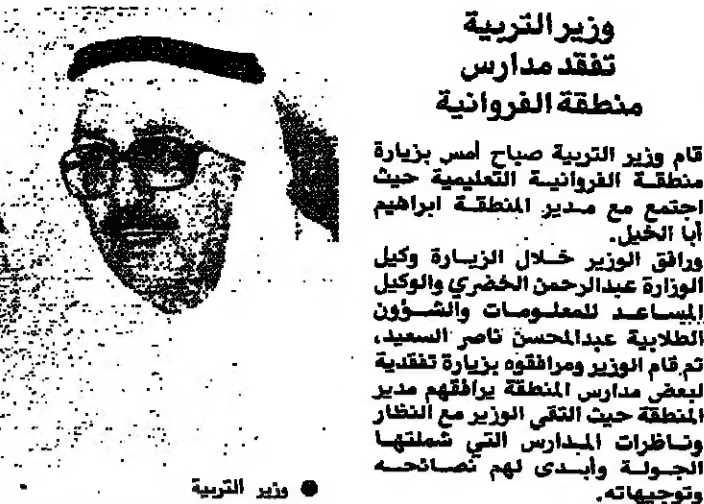 وزير التربية
تفقد مدارس
منطقة الفروانية
قام وزير التربية صباح أمس بزيارة
منطقة الفروانية التعليمية حيث
اجتمع مع مدير المنطقة ابراهيم
أبا الخيل.
ورافق الوزير خلال الزيارة وكيل
الوزارة عبدالرحمن الخضري والوكيل
المساعد للمعلومات والشؤون
الطلابية عبدالمحسن ناصر السعيد،
ثم قام الوزير ومرافقوه بزيارة تفقدية
لبعض مدارس المنطقة يرافقهم مدير
المنطقة حيث التقى الوزير مع النظار
وناظرات المدارس التي شملتها
الجولة وأبدى لهم نصائحه
وتوجيهاته.
● وزير التربية